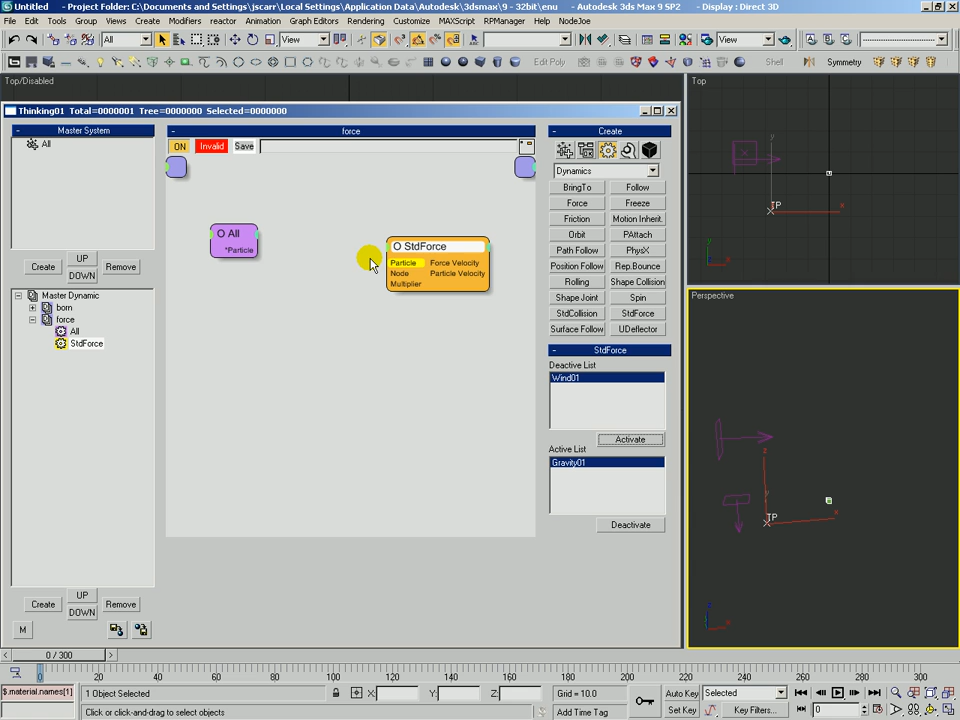 Untitled - Project Folder: C:\Documents and Settings\jscarr\Local Settings\Application Data\Autodesk\3dsmax\9 - 32bit\enu - Autodesk 3ds Max 9 SP2 - Display : Direct 3D
File Edit Tools Group Views Create Modifiers reactor Animation Graph Editors Rendering Customize MAXScript RPManager Help NodeJoe
All View View
Edit Poly Shell Symmetry
Top/Disabled
Top
Thinking01 Total=0000001 Tree=0000000 Selected=0000000
Master System
All
Create UP DOWN Remove
Master Dynamic
born
force
All
StdForce
Create UP DOWN Remove
M
force
ON Invalid Save
O All
*Particle
O StdForce
Particle Force Velocity
Node Particle Velocity
Multiplier
Create
Dynamics
BringTo Follow
Force Freeze
Friction Motion Inherit.
Orbit PAttach
Path Follow PhysX
Position Follow Rep.Bounce
Rolling Shape Collision
Shape Joint Spin
StdCollision StdForce
Surface Follow UDeflector
StdForce
Deactive List
Wind01
Activate
Active List
Gravity01
Deactivate
y
TP x
Perspective
z
TP x
0 / 300
0 20 40 60 80 100 120 140 160 180 200 220 240 260 280 300
$.material.names[1] 1 Object Selected X: Y: Z: Grid = 10.0 Auto Key Selected
Click or click-and-drag to select objects Add Time Tag Set Key Key Filters... 0